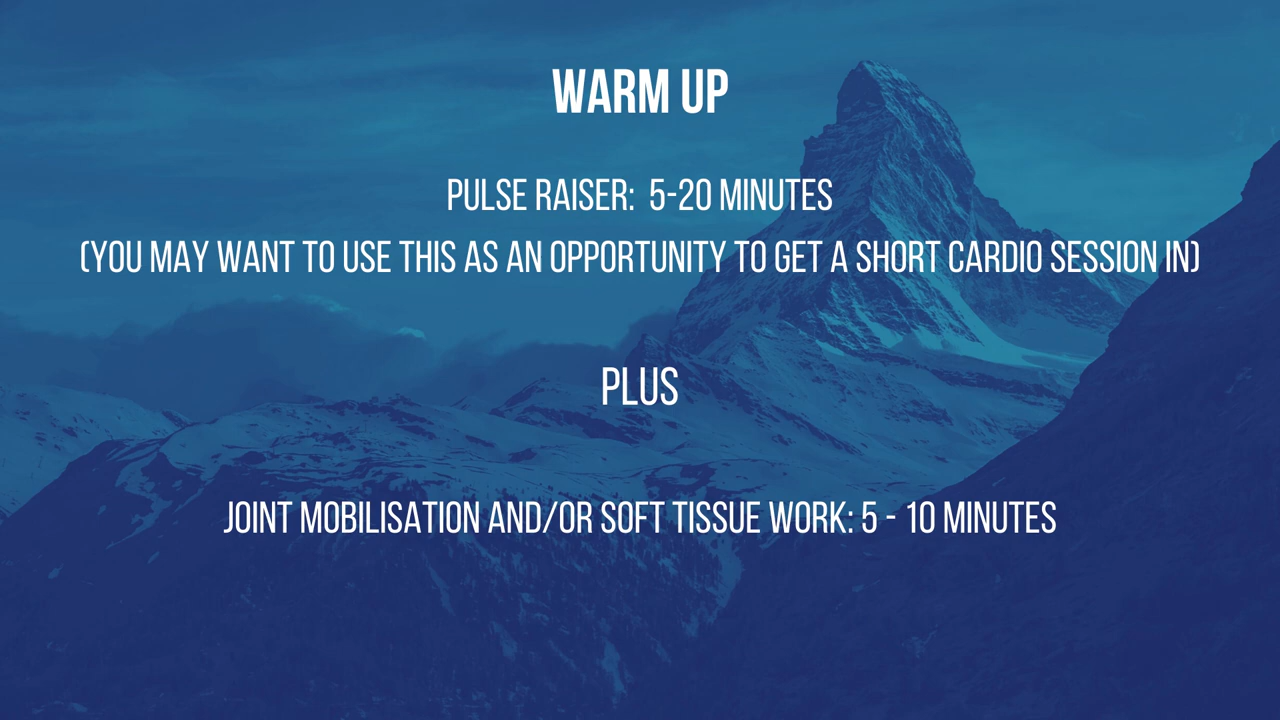 WARM UP
PULSE RAISER: 5-20 MINUTES
(YOU MAY WANT TO USE THIS AS AN OPPORTUNITY TO GET A SHORT CARDIO SESSION IN)
PLUS
JOINT MOBILISATION AND/OR SOFT TISSUE WORK: 5 - 10 MINUTES